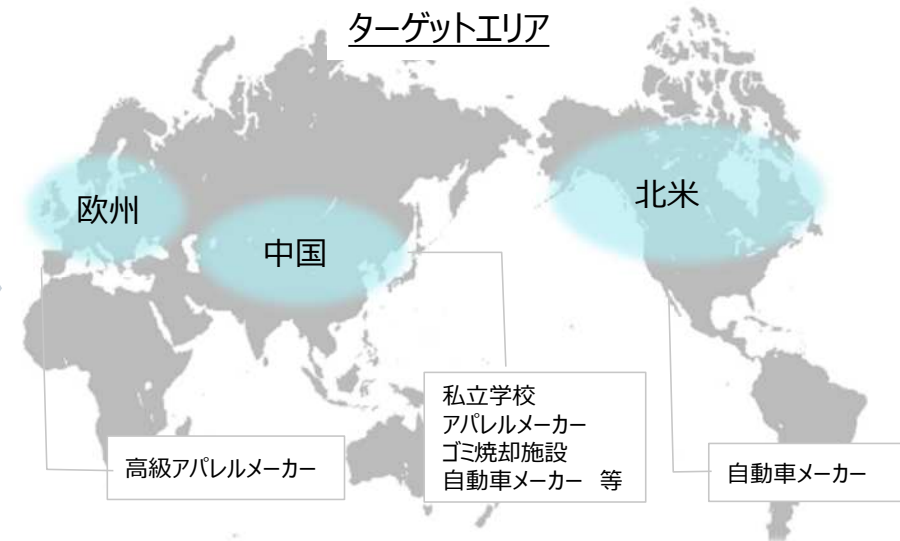 ターゲットエリア
欧州
中国
北米
私立学校
アパレルメーカー
ゴミ焼却施設
自動車メーカー 等
高級アパレルメーカー
自動車メーカー